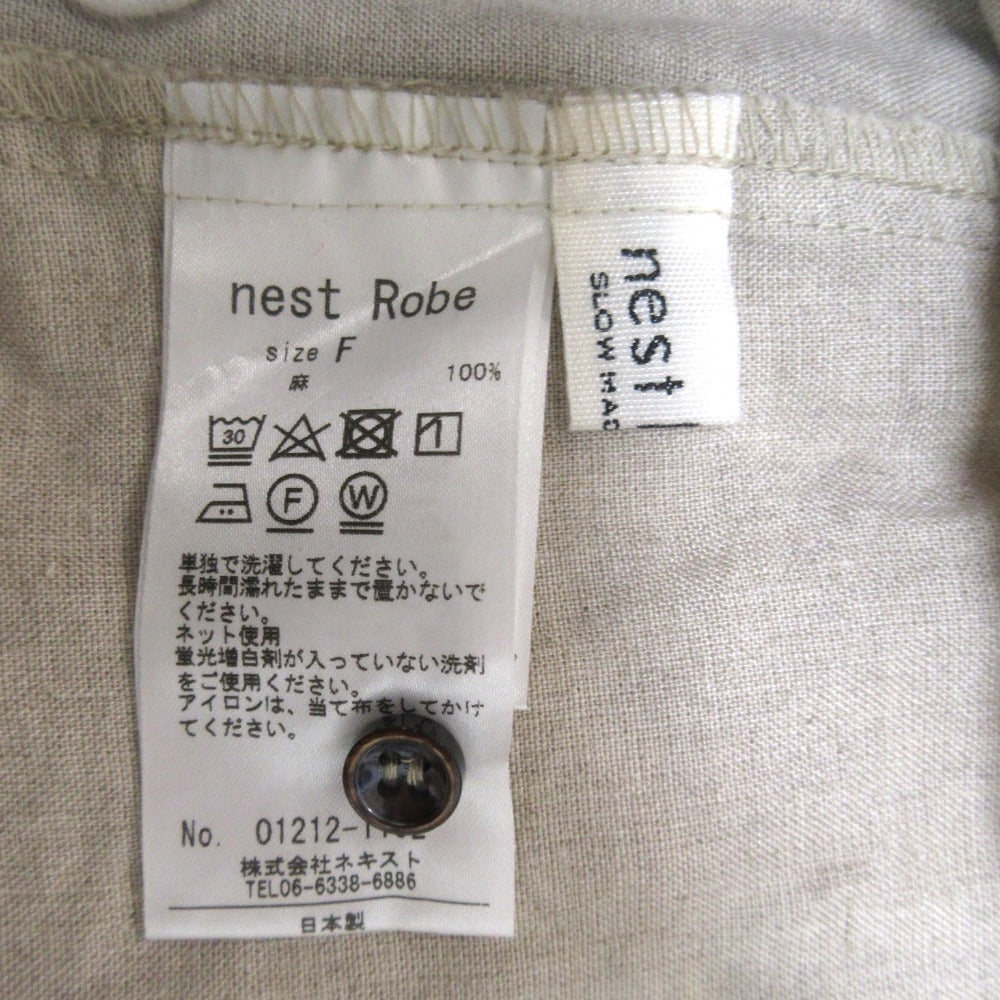 nest Robe
size F
麻 100%
30
F W
単独で洗濯してください。
長時間濡れたままで置かないで
ください。
ネット使用
蛍光増白剤が入っていない洗剤
をご使用ください。
アイロンは、当て布をしてかけ
てください。
No.
株式会社ネキスト
TEL06-6338-6886
日本製
nest
SLOW